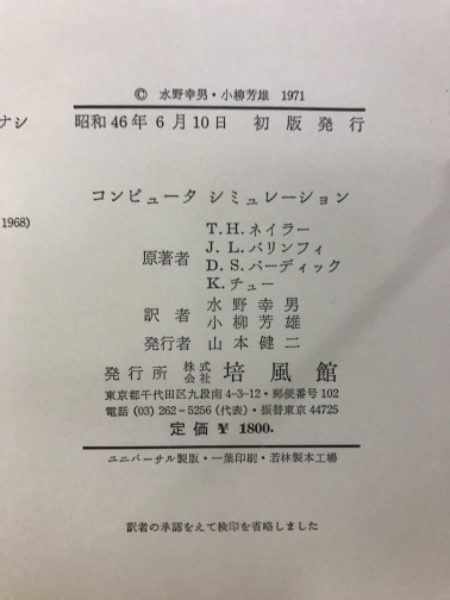 © 水野幸男・小柳芳雄 1971
ナシ
昭和46年6月10日 初版発行
コンピュータ シミュレーション
1968)
原著者
T.H.ネイラー
J.L.バリンフィ
D.S.バーディック
K.チュー
訳者
水野幸男
小柳芳雄
発行者 山本健二
発行所 株式会社 培風館
東京都千代田区九段南4-3-12・郵便番号102
電話(03)262-5256(代表)・振替東京44725
定価¥1800.
ユニバーサル製版・一葉印刷・若林製本工場
訳者の承認をえて検印を省略しました